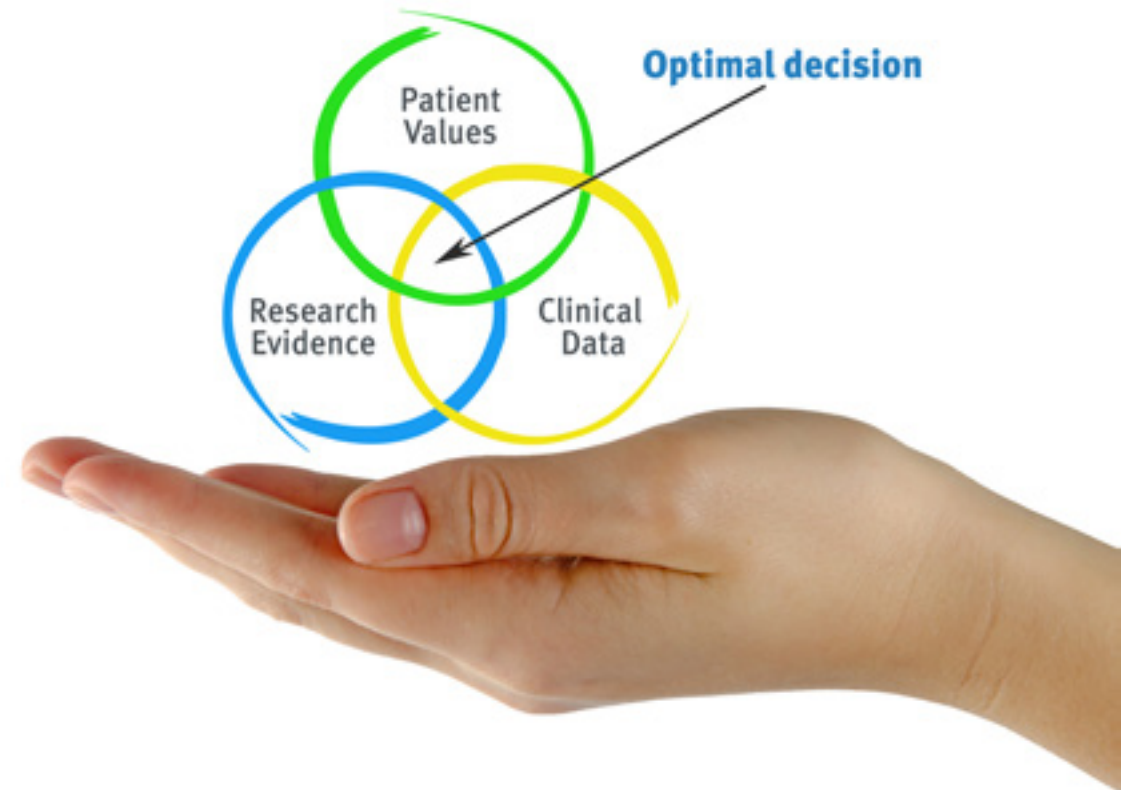 Optimal decision
Patient
Values
Research
Evidence
Clinical
Data